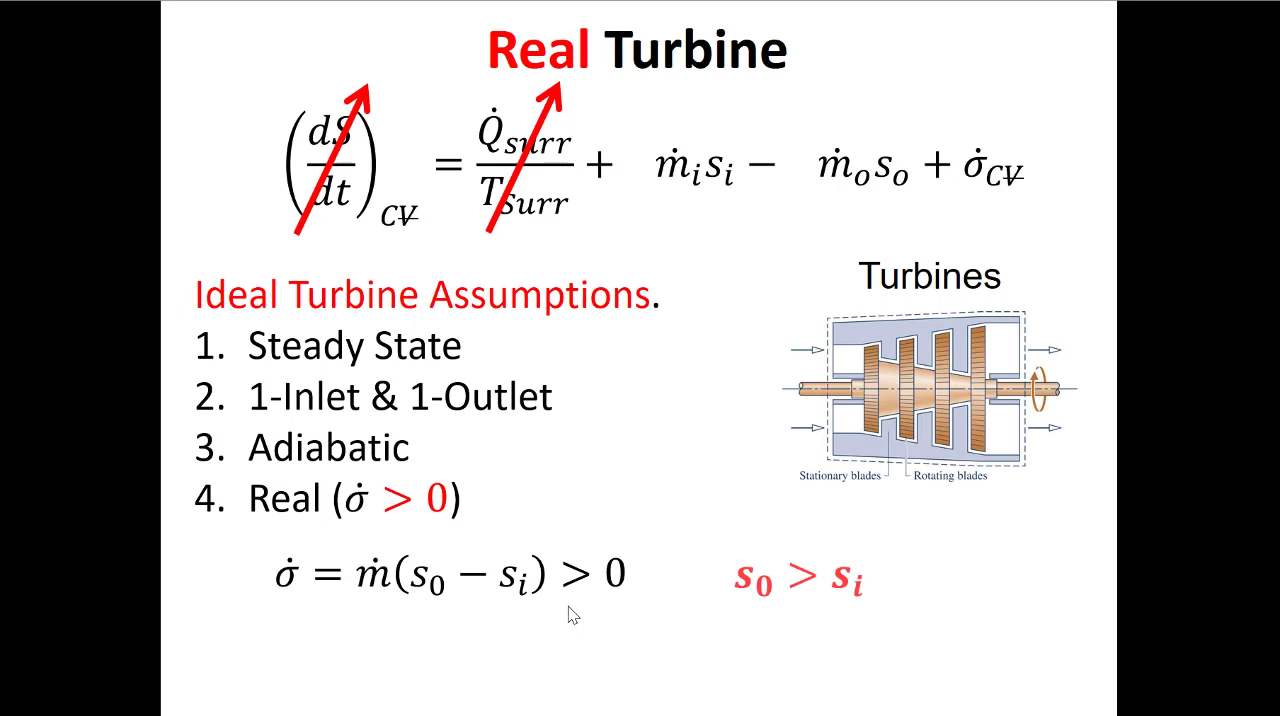 Real Turbine
(dS/dt)_CV = Q̇_surr/T_Surr + ṁ_i s_i − ṁ_o s_o + σ̇_CV
Ideal Turbine Assumptions.
1. Steady State
2. 1-Inlet & 1-Outlet
3. Adiabatic
4. Real (σ̇ > 0)
σ̇ = ṁ(s_0 − s_i) > 0
s_0 > s_i
Turbines
Stationary blades
Rotating blades